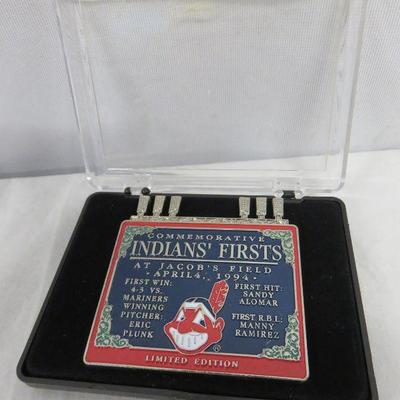 COMMEMORATIVE
INDIANS' FIRSTS
AT JACOB'S FIELD
• APRIL 4, 1994 •
FIRST WIN:
4-3 VS.
MARINERS
WINNING
PITCHER:
ERIC
PLUNK
FIRST HIT:
SANDY
ALOMAR
FIRST R.B.I.:
MANNY
RAMIREZ
®
LIMITED EDITION